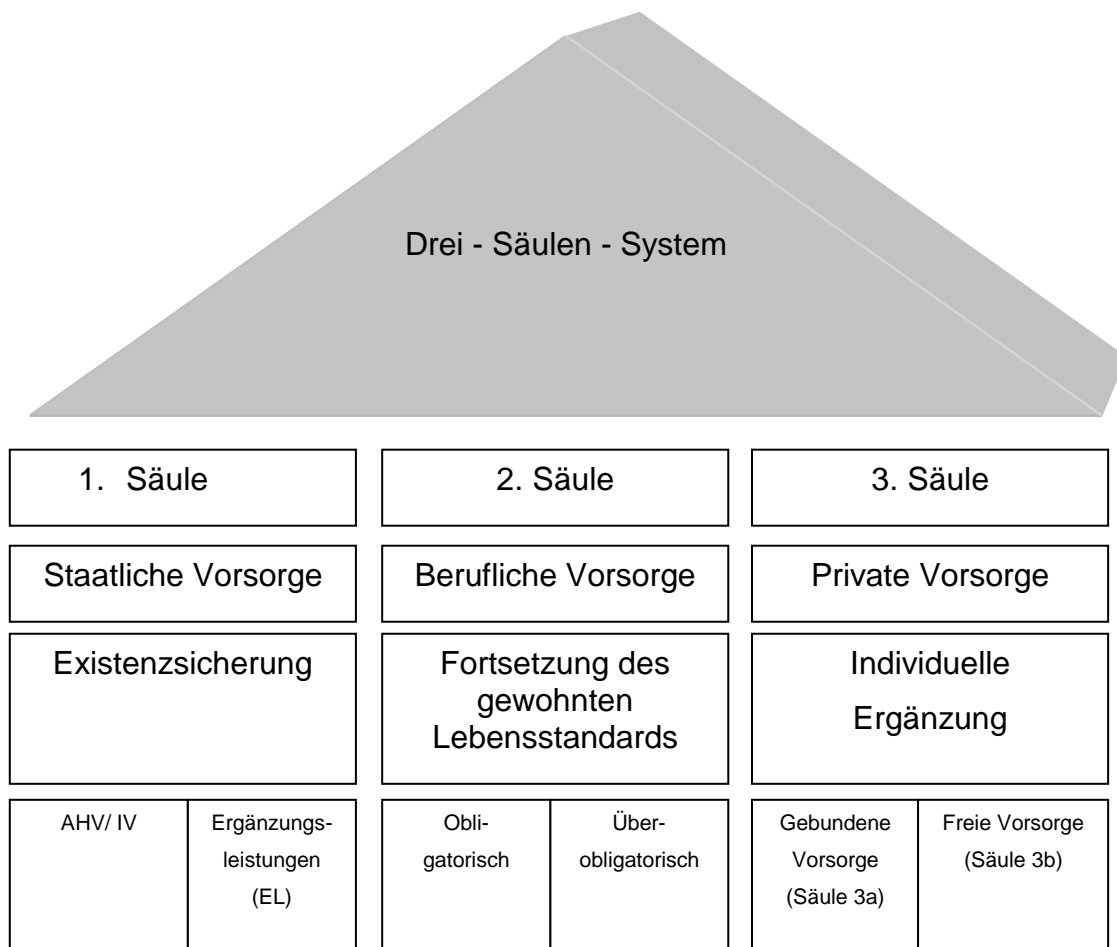 Drei - Säulen - System
1. Säule
2. Säule
3. Säule
Staatliche Vorsorge
Berufliche Vorsorge
Private Vorsorge
Existenzsicherung
Fortsetzung des
gewohnten
Lebensstandards
Individuelle
Ergänzung
AHV/ IV
Ergänzungs-
leistungen
(EL)
Obli-
gatorisch
Über-
obligatorisch
Gebundene
Vorsorge
(Säule 3a)
Freie Vorsorge
(Säule 3b)